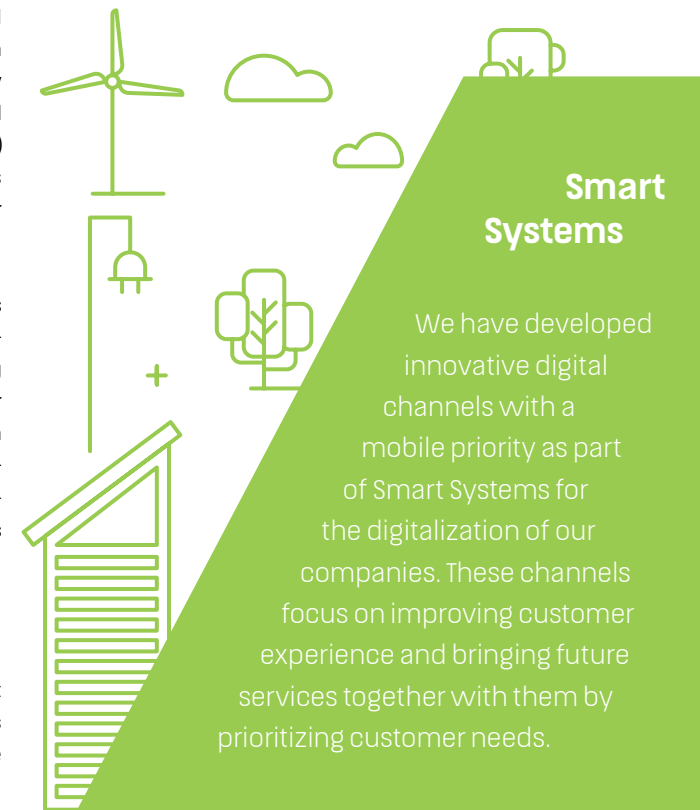 Smart
Systems
We have developed
innovative digital
channels with a
mobile priority as part
of Smart Systems for
the digitalization of our
companies. These channels
focus on improving customer
experience and bringing future
services together with them by
prioritizing customer needs.